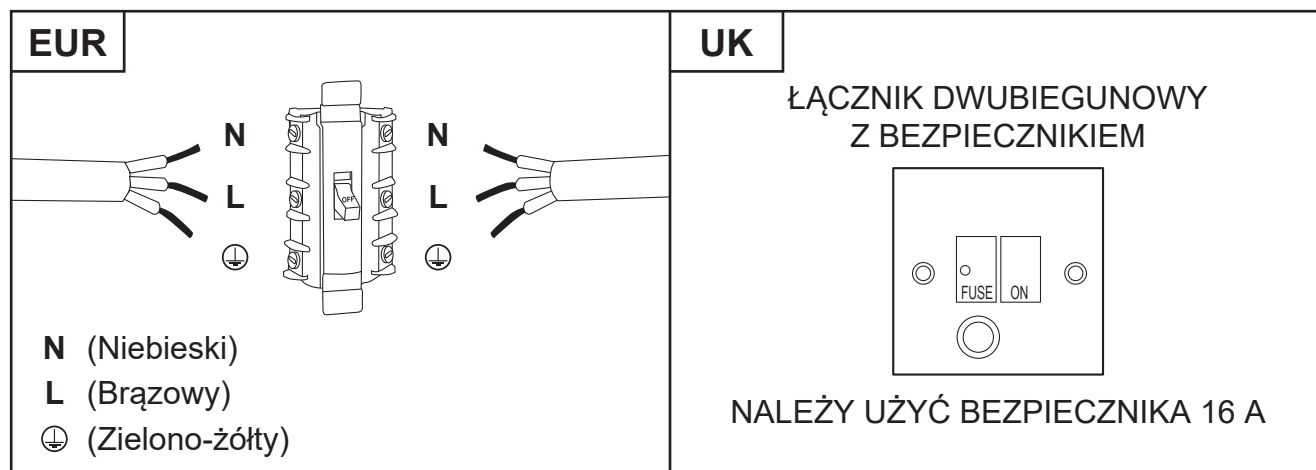 EUR
N
N
L
L
OFF
N (Niebieski)
L (Brązowy)
(Zielono-żółty)
UK
ŁĄCZNIK DWUBIEGUNOWY
Z BEZPIECZNIKIEM
FUSE ON
NALEŻY UŻYĆ BEZPIECZNIKA 16 A